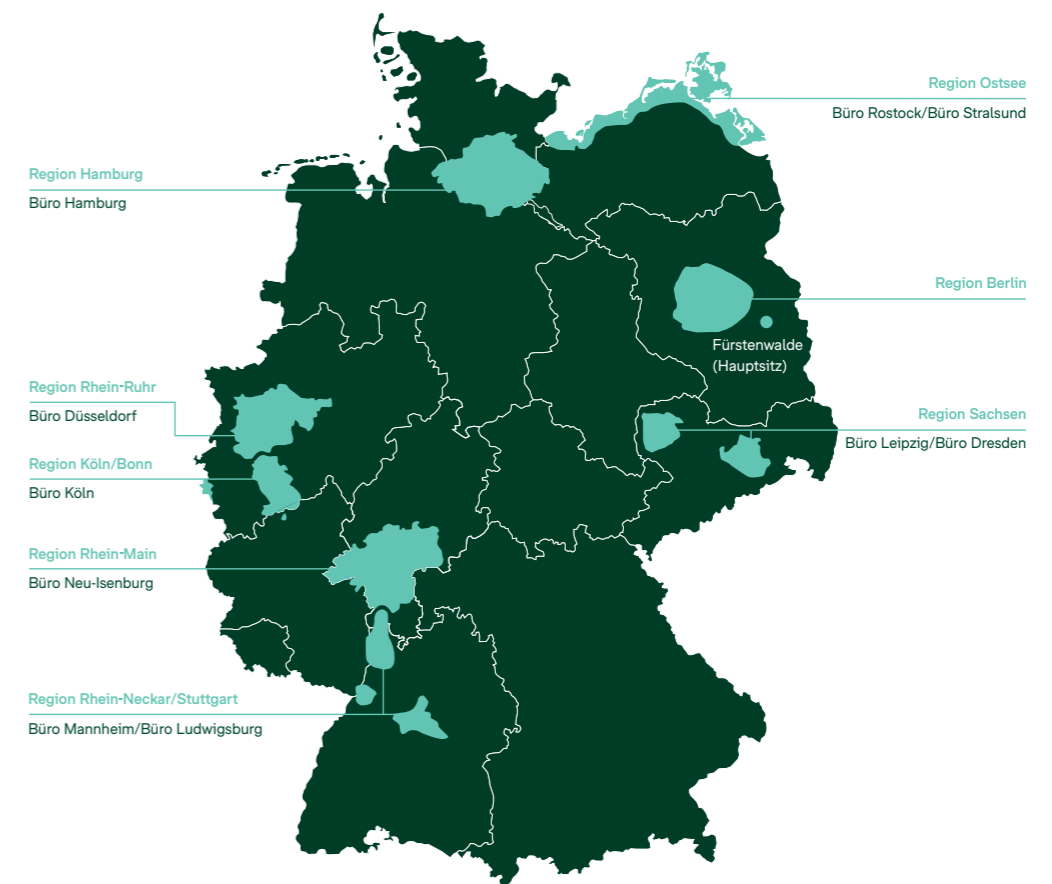 Region Ostsee
Büro Rostock/Büro Stralsund
Region Hamburg
Büro Hamburg
Region Berlin
Fürstenwalde
(Hauptsitz)
Region Rhein-Ruhr
Büro Düsseldorf
Region Sachsen
Büro Leipzig/Büro Dresden
Region Köln/Bonn
Büro Köln
Region Rhein-Main
Büro Neu-Isenburg
Region Rhein-Neckar/Stuttgart
Büro Mannheim/Büro Ludwigsburg